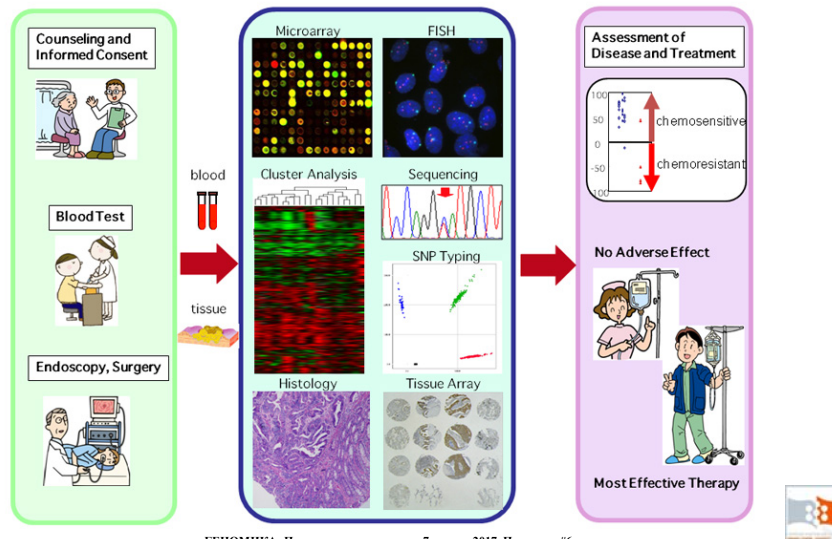 Counseling and
Informed Consent
Blood Test
Endoscopy, Surgery
blood
tissue
Microarray
FISH
Cluster Analysis
Sequencing
SNP Typing
Histology
Tissue Array
Assessment of
Disease and Treatment
100
50
0
-50
100
chemosensitive
chemoresistant
No Adverse Effect
Most Effective Therapy